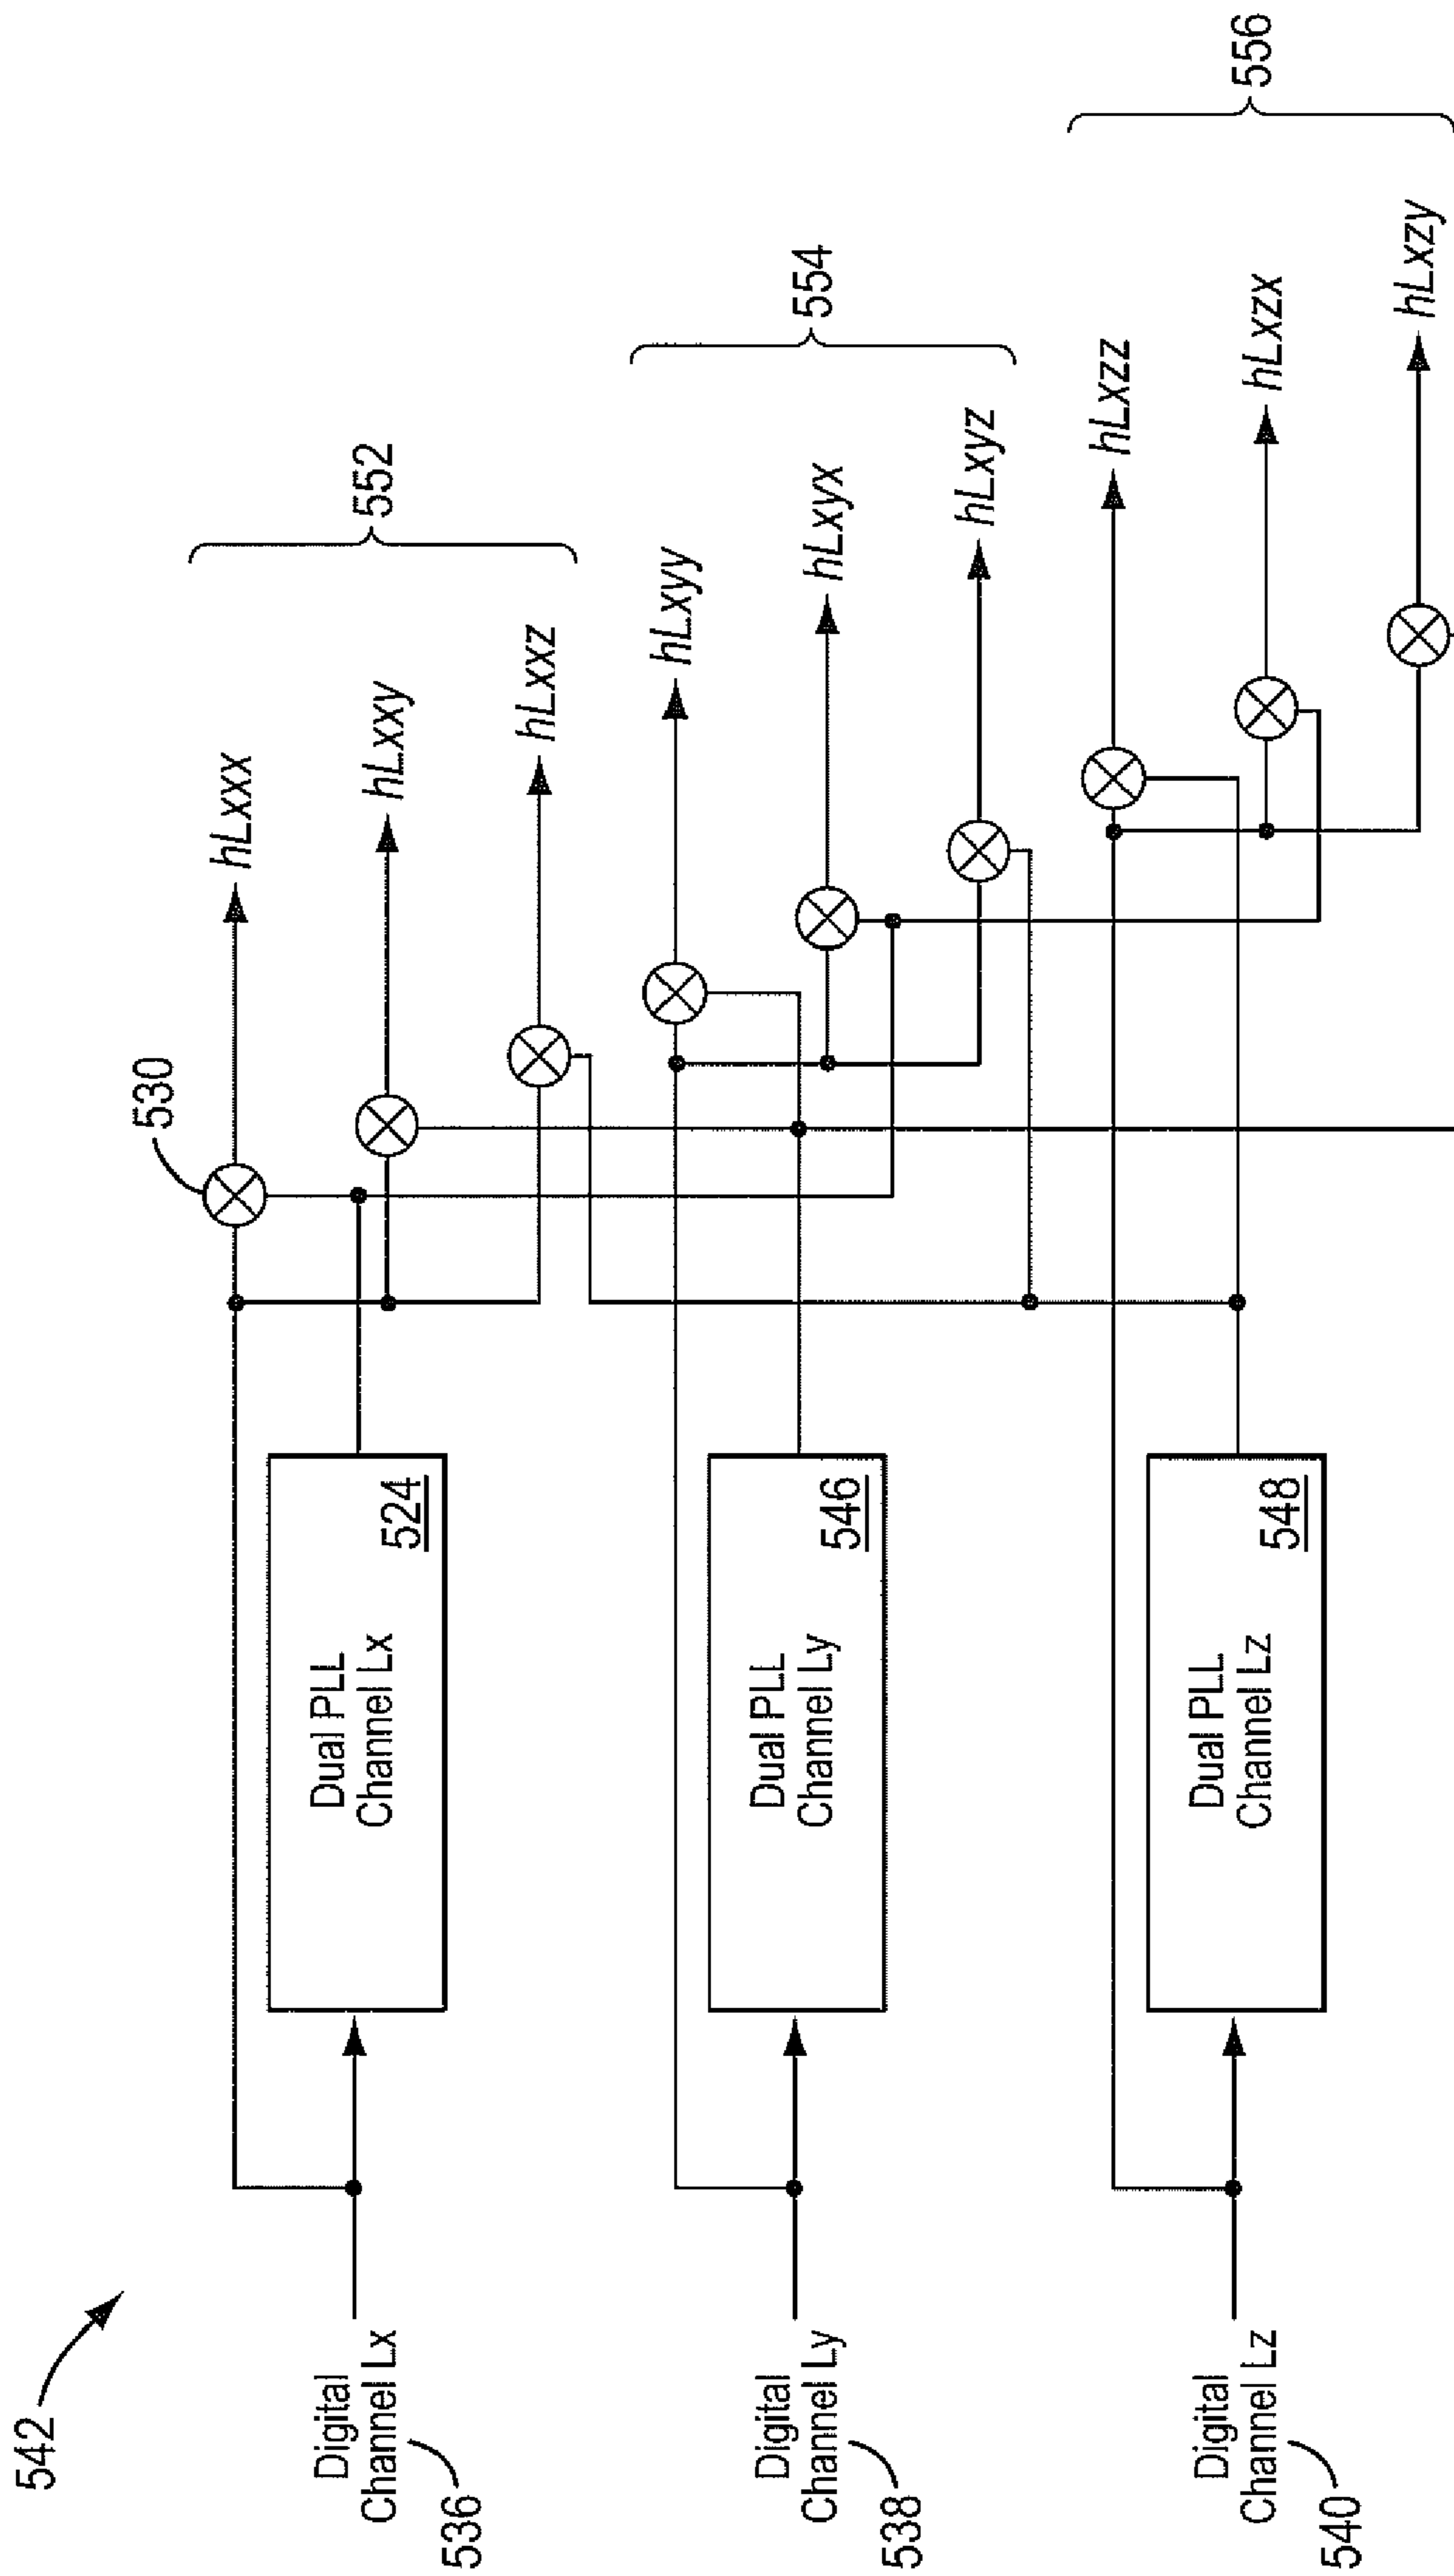 542
Digital
Channel Lx
536
Dual PLL
Channel Lx
524
530
hLxxx
hLxxy
hLxxz
552
Digital
Channel Ly
538
Dual PLL
Channel Ly
546
hLxyy
hLxyx
hLxyz
554
Digital
Channel Lz
540
Dual PLL
Channel Lz
548
hLxzz
hLxzx
hLxzy
556